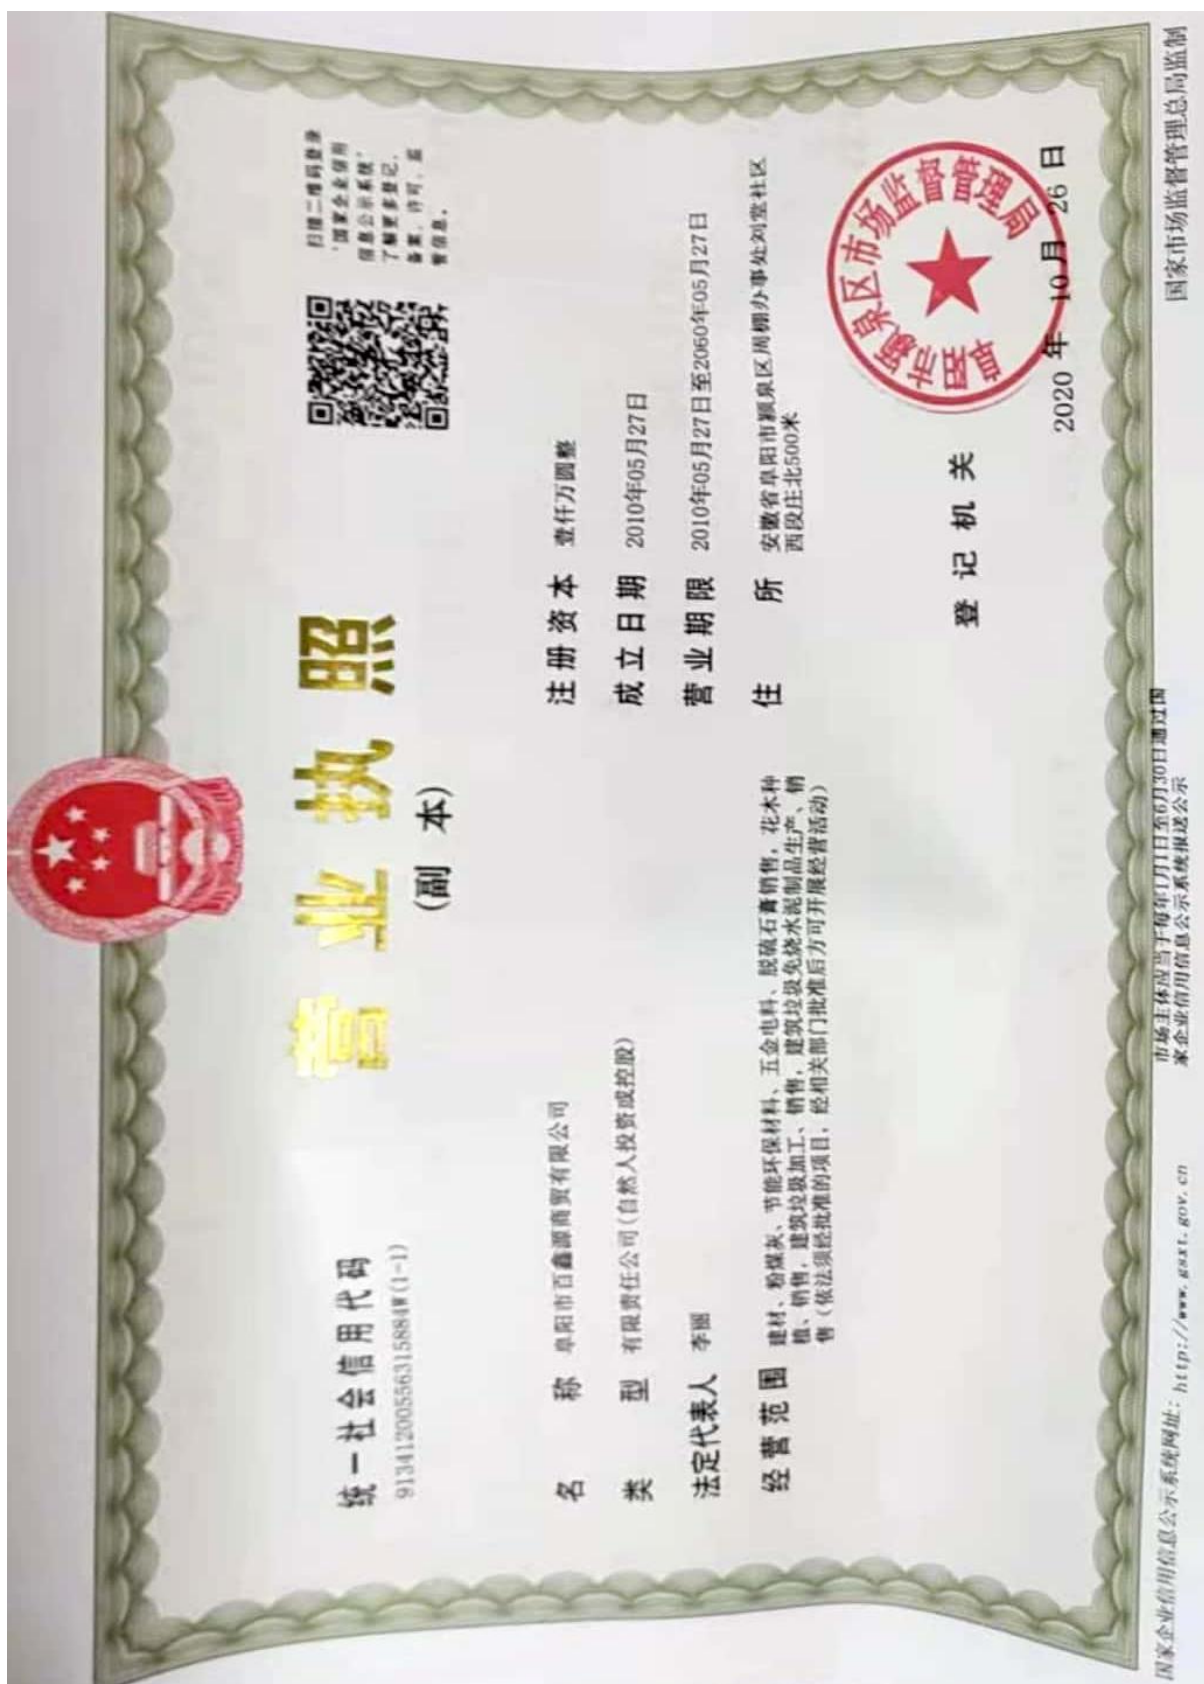 营业执照
(副 本)
统一社会信用代码
91341200556315884W(1-1)
扫描二维码登录
“国家企业信用
信息公示系统”
了解更多登记、
备案、许可、监
管信息。
名 称 阜阳市百鑫源商贸有限公司
类 型 有限责任公司(自然人投资或控股)
法定代表人 李丽
经营范围 建材、粉煤灰、节能环保材料、五金电料、脱硫石膏销售,花木种
植、销售,建筑垃圾加工、销售,建筑垃圾免烧水泥制品生产、销
售(依法须经批准的项目,经相关部门批准后方可开展经营活动)
注册资本 壹仟万圆整
成立日期 2010年05月27日
营业期限 2010年05月27日至2060年05月27日
住 所 安徽省阜阳市颍泉区周棚办事处刘堂社区
西段庄北500米
登记机关
阜阳市颍泉区市场监督管理局
2020 年 10 月 26 日
国家企业信用信息公示系统网址:http://www.gsxt.gov.cn
市场主体应当于每年1月1日至6月30日通过国
家企业信用信息公示系统报送公示
国家市场监督管理总局监制